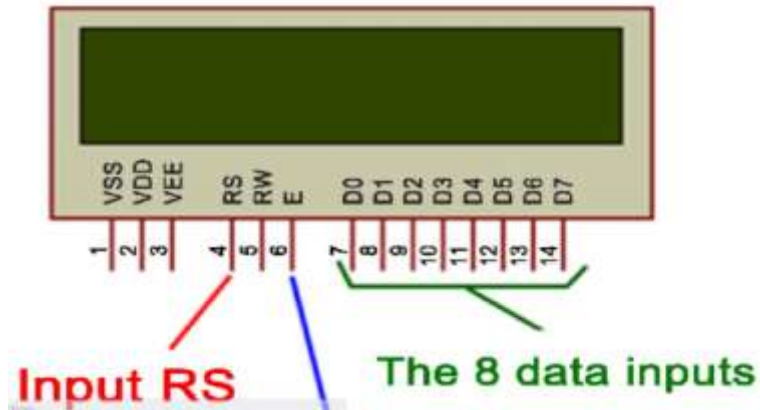 VSS VDD VEE RS RW E D0 D1 D2 D3 D4 D5 D6 D7
1 2 3 4 5 6 7 8 9 10 11 12 13 14
The 8 data inputs
Input RS